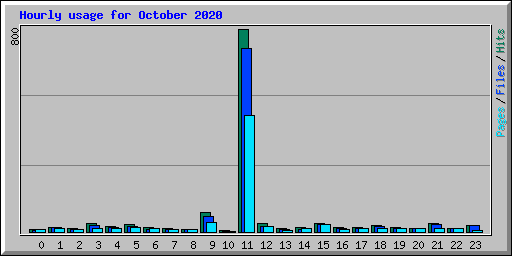 Hourly usage for October 2020
800
Pages/Files/Hits
0 1 2 3 4 5 6 7 8 9 10 11 12 13 14 15 16 17 18 19 20 21 22 23